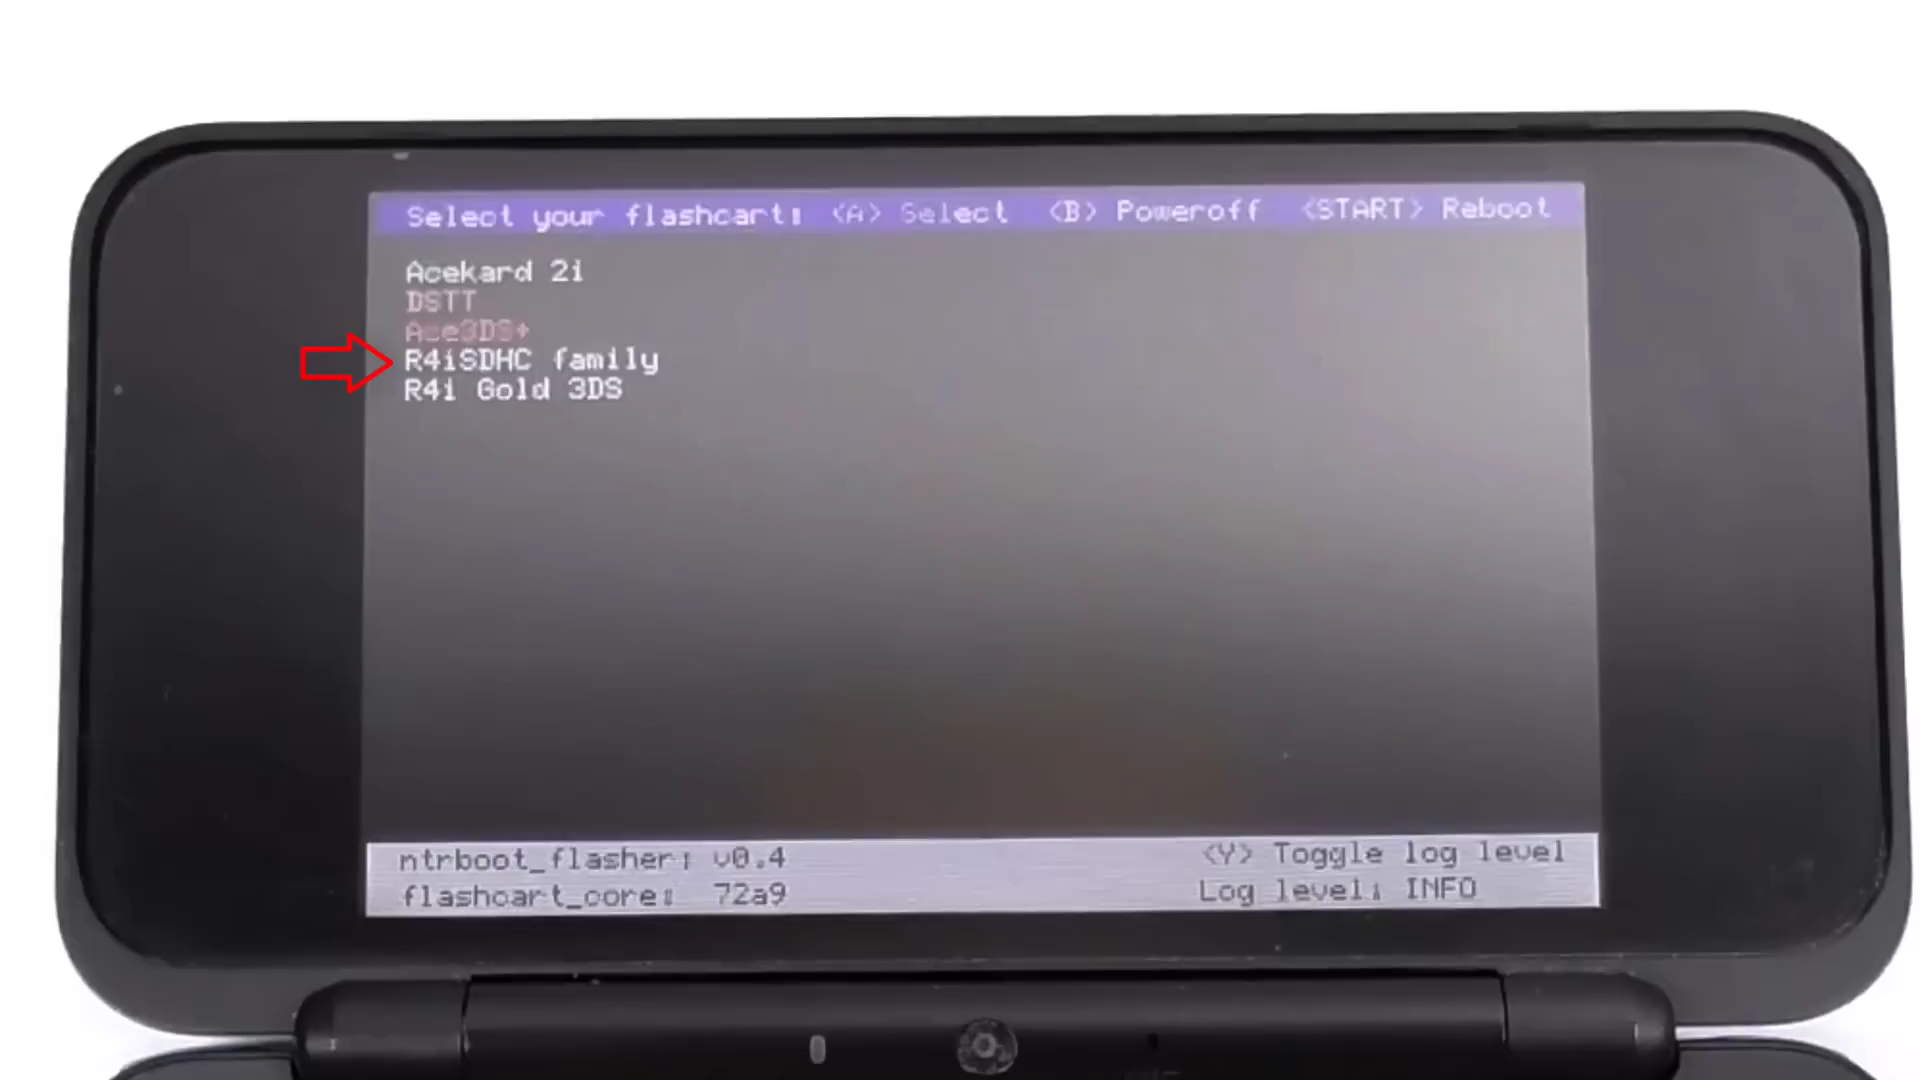 Select your flashcart: <A> Select <B> Poweroff <START> Reboot
Acekard 2i
DSTT
Ace3DS+
R4iSDHC family
R4i Gold 3DS
ntrboot_flasher: v0.4
<Y> Toggle log level
flashcart_core: 72a9
Log level: INFO